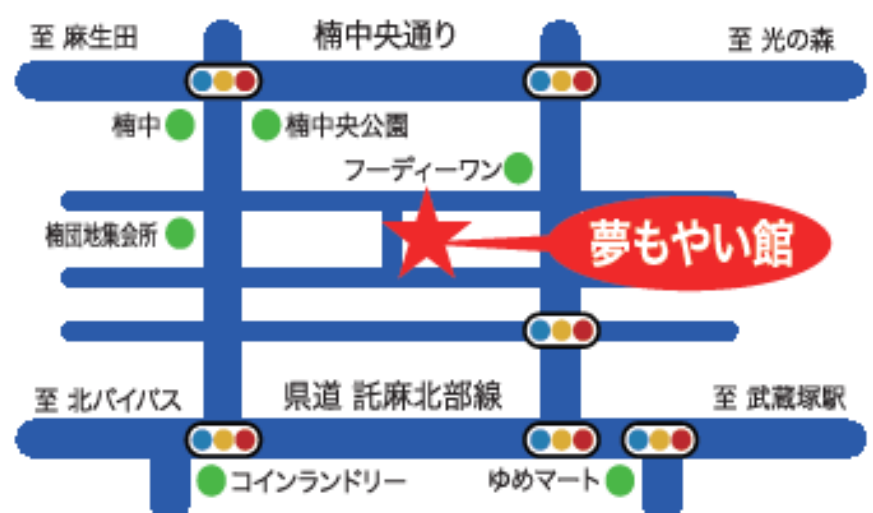 至 麻生田
楠中央通り
至 光の森
楠中
楠中央公園
フーディーワン
楠団地集会所
夢もやい館
至 北バイパス
県道 託麻北部線
至 武蔵塚駅
コインランドリー
ゆめマート